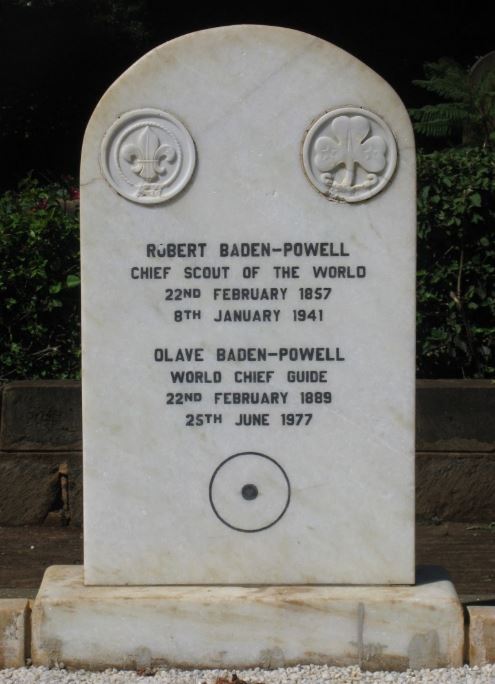 ROBERT BADEN-POWELL
CHIEF SCOUT OF THE WORLD
22ND FEBRUARY 1857
8TH JANUARY 1941
OLAVE BADEN-POWELL
WORLD CHIEF GUIDE
22ND FEBRUARY 1889
25TH JUNE 1977